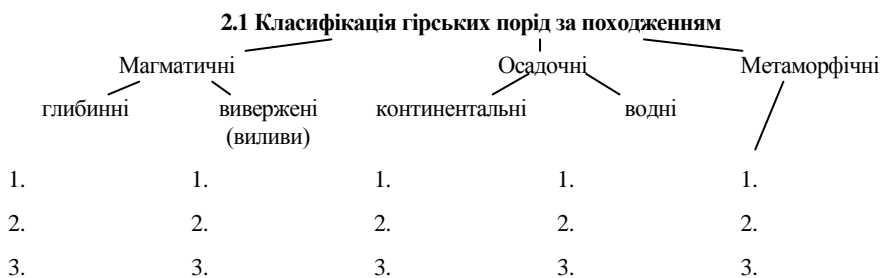 2.1 Класифікація гірських порід за походженням
Магматичні Осадочні Метаморфічні
глибинні вивержені континентальні водні
(виливи)
1. 1. 1. 1. 1.
2. 2. 2. 2. 2.
3. 3. 3. 3. 3.